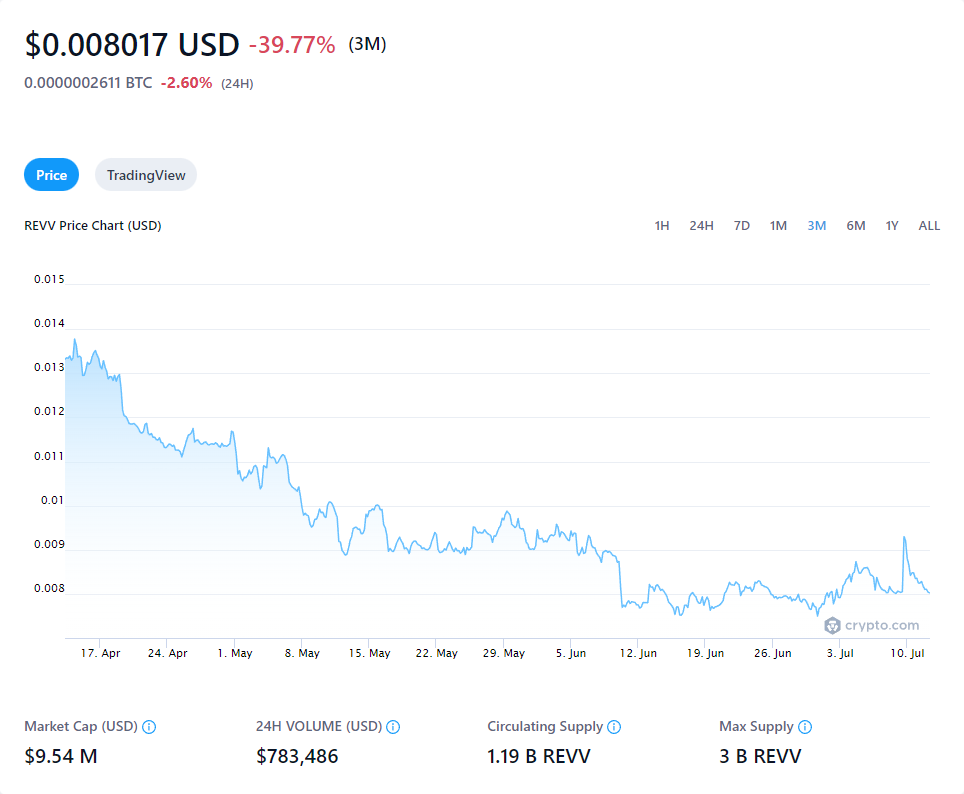 $0.008017 USD -39.77% (3M)
0.0000002611 BTC -2.60% (24H)
Price TradingView
REVV Price Chart (USD) 1H 24H 7D 1M 3M 6M 1Y ALL
0.015
0.014
0.013
0.012
0.011
0.01
0.009
0.008
crypto.com
17. Apr 24. Apr 1. May 8. May 15. May 22. May 29. May 5. Jun 12. Jun 19. Jun 26. Jun 3. Jul 10. Jul
Market Cap (USD) 24H VOLUME (USD) Circulating Supply Max Supply
$9.54 M $783,486 1.19 B REVV 3 B REVV